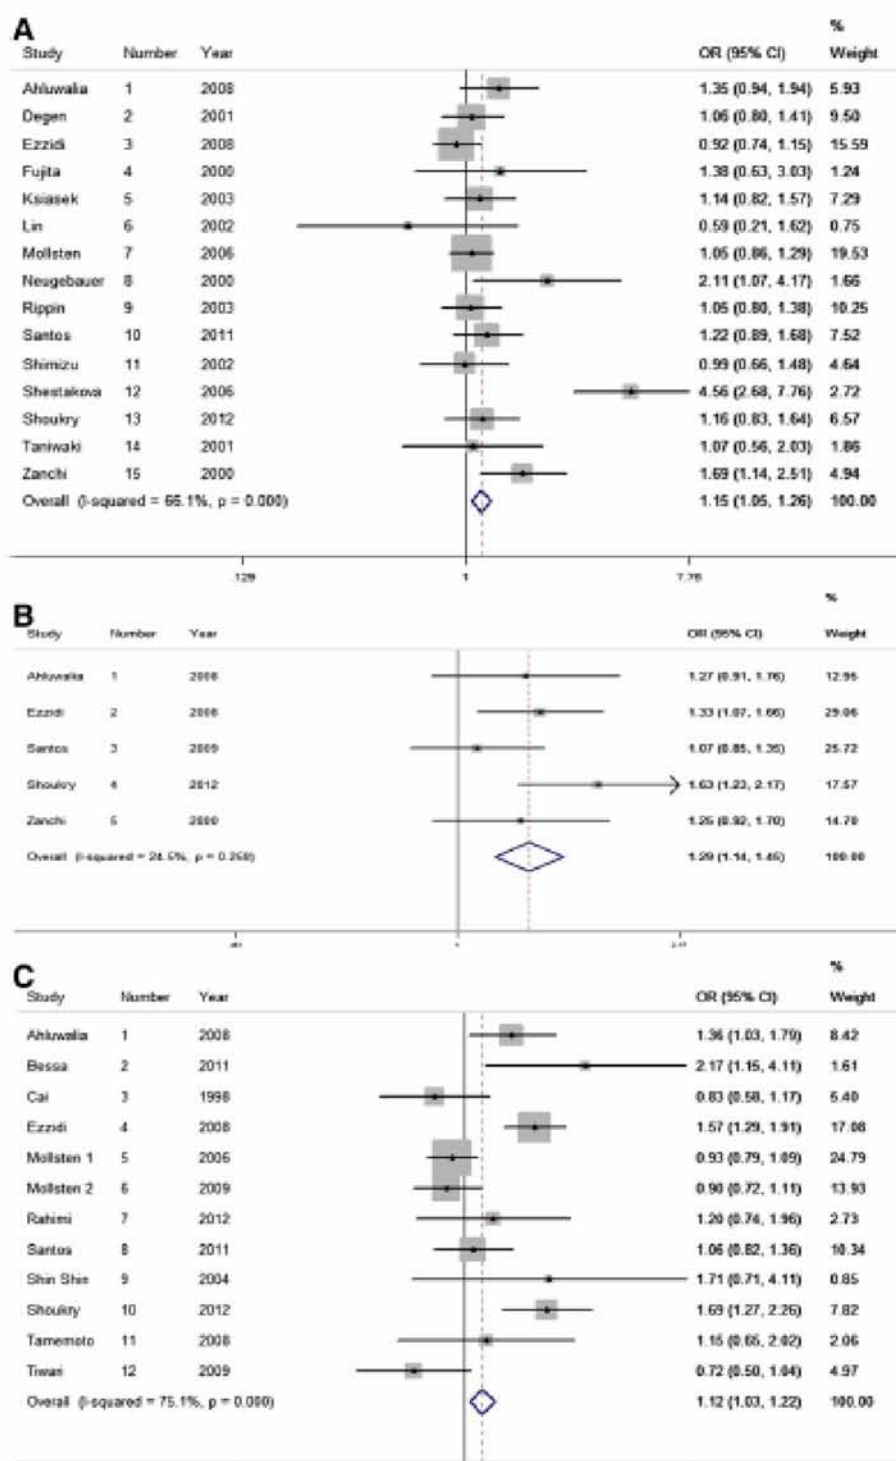 A
%
Study Number Year OR (95% CI) Weight
Ahluwalia 1 2008 1.35 (0.94, 1.94) 5.93
Degen 2 2001 1.06 (0.80, 1.41) 9.50
Ezzidi 3 2008 0.92 (0.74, 1.15) 15.59
Fujita 4 2000 1.38 (0.63, 3.03) 1.24
Ksiasek 5 2003 1.14 (0.82, 1.57) 7.29
Lin 6 2002 0.59 (0.21, 1.62) 0.75
Mollsten 7 2006 1.05 (0.86, 1.29) 19.53
Neugebauer 8 2000 2.11 (1.07, 4.17) 1.66
Rippin 9 2003 1.05 (0.80, 1.38) 10.25
Santos 10 2011 1.22 (0.89, 1.68) 7.52
Shimizu 11 2002 0.99 (0.66, 1.48) 4.64
Shestakova 12 2006 4.56 (2.68, 7.76) 2.72
Shoukry 13 2012 1.16 (0.83, 1.64) 6.57
Taniwaki 14 2001 1.07 (0.56, 2.03) 1.86
Zanchi 15 2000 1.69 (1.14, 2.51) 4.94
Overall (I-squared = 66.1%, p = 0.000) 1.15 (1.05, 1.26) 100.00
.129 1 7.76
B
%
Study Number Year OR (95% CI) Weight
Ahluwalia 1 2008 1.27 (0.91, 1.76) 12.95
Ezzidi 2 2008 1.33 (1.07, 1.66) 29.06
Santos 3 2009 1.07 (0.85, 1.35) 25.72
Shoukry 4 2012 1.63 (1.23, 2.17) 17.57
Zanchi 5 2000 1.25 (0.92, 1.70) 14.70
Overall (I-squared = 24.5%, p = 0.258) 1.29 (1.14, 1.45) 100.00
1
C
%
Study Number Year OR (95% CI) Weight
Ahluwalia 1 2008 1.36 (1.03, 1.79) 8.42
Bessa 2 2011 2.17 (1.15, 4.11) 1.61
Cai 3 1998 0.83 (0.58, 1.17) 5.40
Ezzidi 4 2008 1.57 (1.29, 1.91) 17.08
Mollsten 1 5 2006 0.93 (0.79, 1.09) 24.79
Mollsten 2 6 2009 0.90 (0.72, 1.11) 13.93
Rahimi 7 2012 1.20 (0.74, 1.96) 2.73
Santos 8 2011 1.06 (0.82, 1.36) 10.34
Shin Shin 9 2004 1.71 (0.71, 4.11) 0.85
Shoukry 10 2012 1.69 (1.27, 2.26) 7.82
Tamemoto 11 2008 1.15 (0.65, 2.02) 2.06
Tiwari 12 2009 0.72 (0.50, 1.04) 4.97
Overall (I-squared = 75.1%, p = 0.000) 1.12 (1.03, 1.22) 100.00